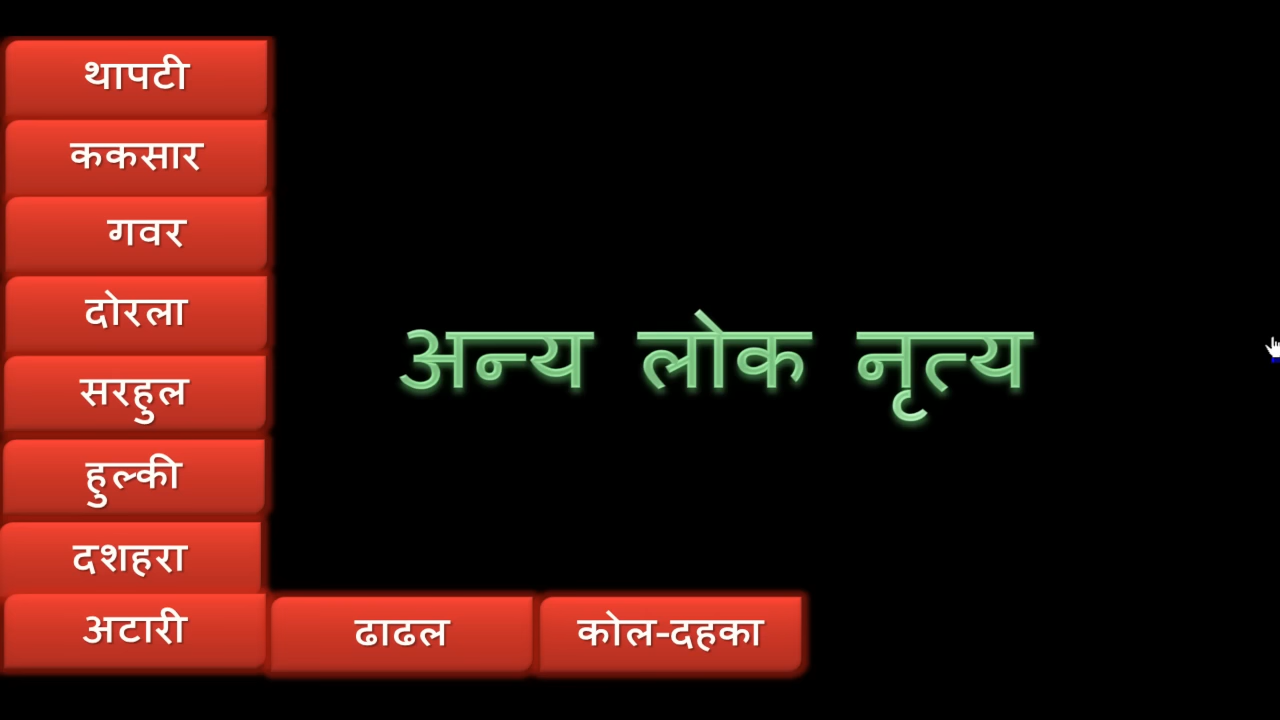 थापटी
ककसार
गवर
दोरला
सरहुल
हुल्की
दशहरा
अटारी
ढाढल
कोल-दहका
अन्य लोक नृत्य